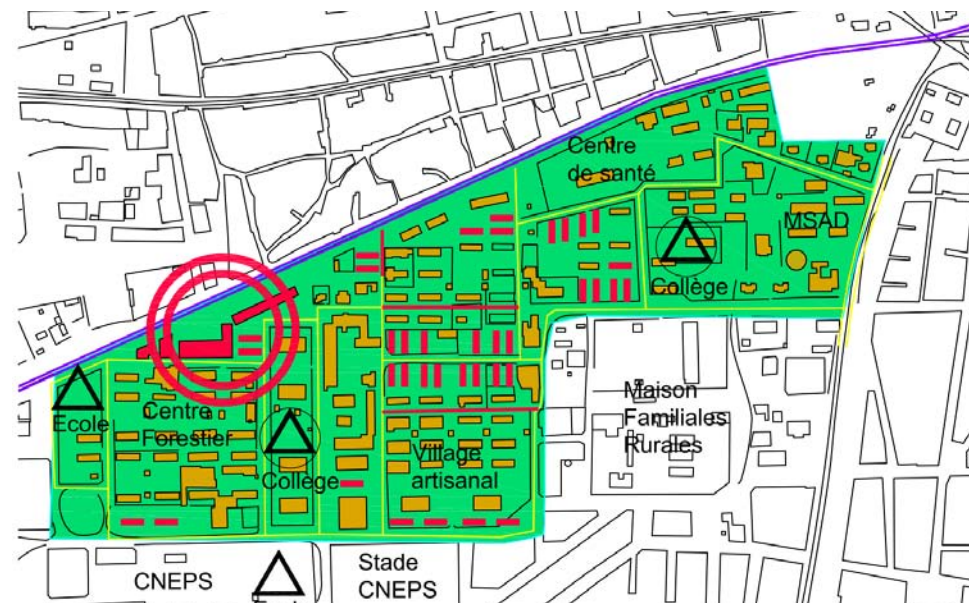 Centre
de santé
MSAD
Collège
Ecole
Centre
Forestier
Collège
Village
artisanal
Maison
Familiales
Rurales
CNEPS
Stade
CNEPS